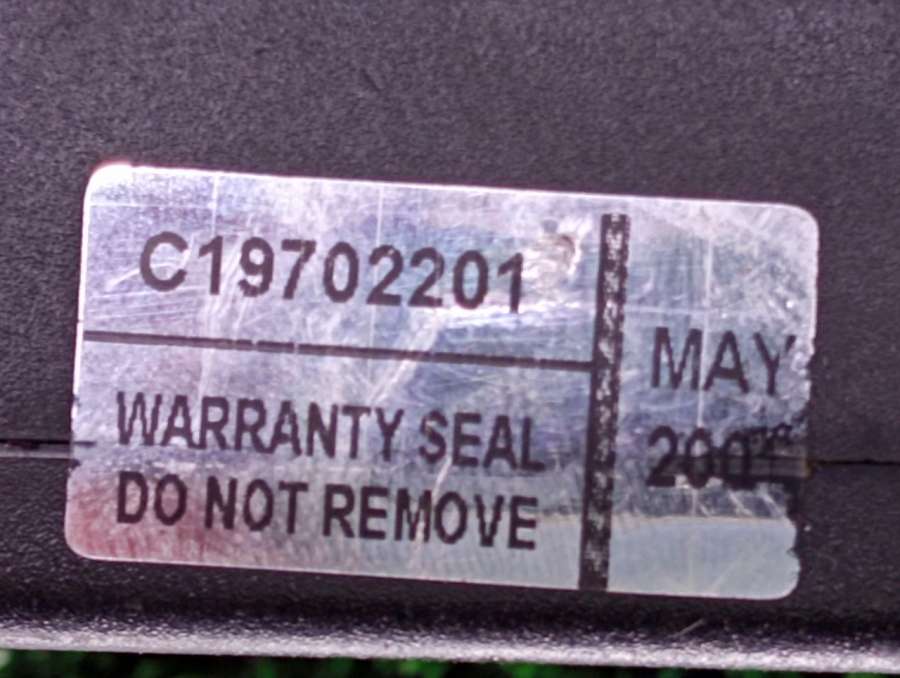 C19702201
WARRANTY SEAL
DO NOT REMOVE
MAY